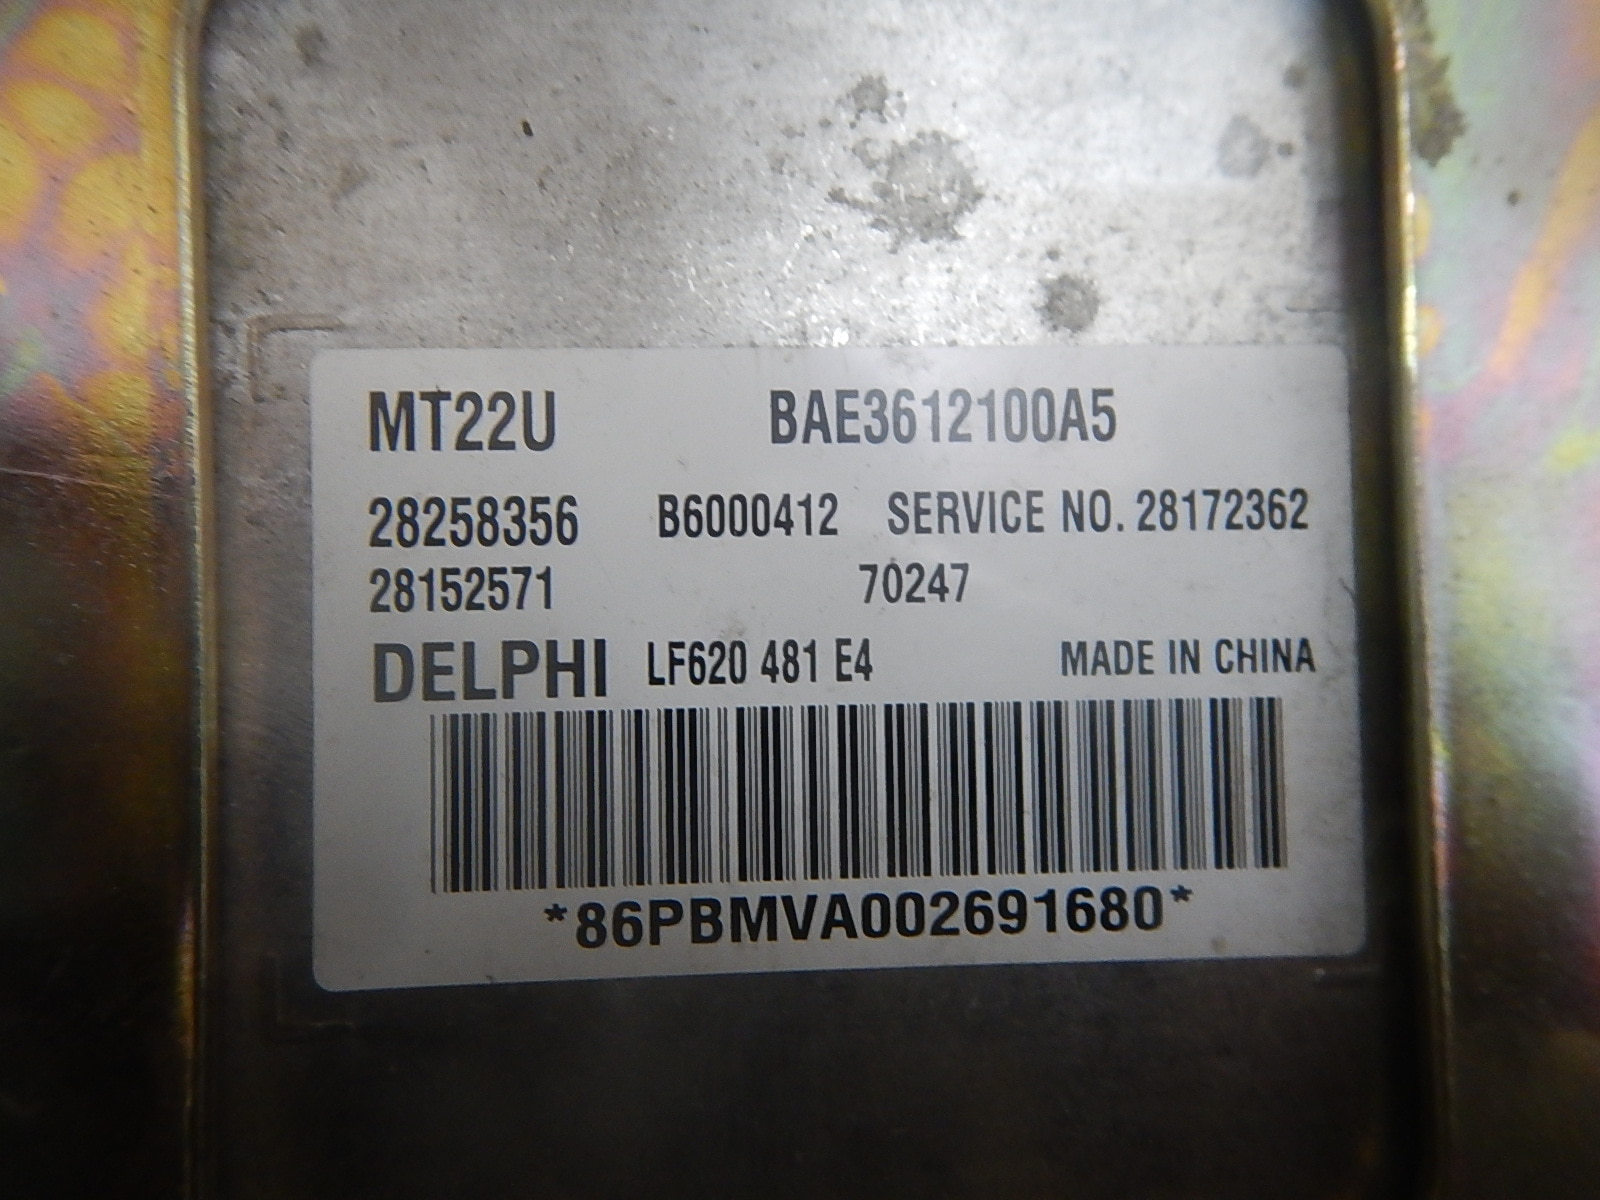 MT22U BAE3612100A5
28258356 B6000412 SERVICE NO. 28172362
28152571 70247
DELPHI LF620 481 E4 MADE IN CHINA
*86PBMVA002691680*